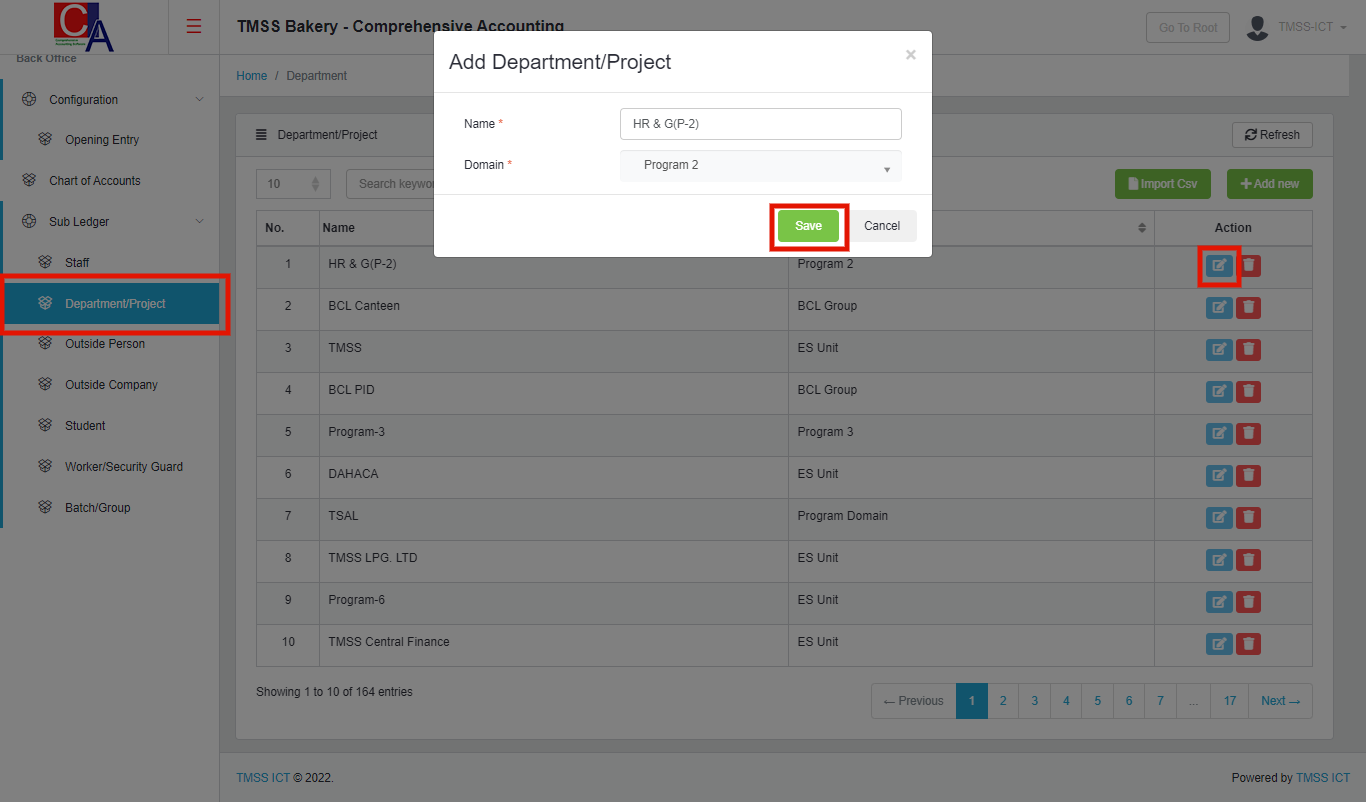 CA
TMSS Bakery - Comprehensive Accounting
Go To Root
TMSS-ICT
Back Office
Configuration
Opening Entry
Chart of Accounts
Sub Ledger
Staff
Department/Project
Outside Person
Outside Company
Student
Worker/Security Guard
Batch/Group
Home / Department
Add Department/Project
×
Name *
HR & G(P-2)
Domain *
Program 2
Save
Cancel
Department/Project
Refresh
10
Search keywo
Import Csv
+Add new
No. Name Action
1 HR & G(P-2) Program 2
2 BCL Canteen BCL Group
3 TMSS ES Unit
4 BCL PID BCL Group
5 Program-3 Program 3
6 DAHACA ES Unit
7 TSAL Program Domain
8 TMSS LPG. LTD ES Unit
9 Program-6 ES Unit
10 TMSS Central Finance ES Unit
Showing 1 to 10 of 164 entries
← Previous 1 2 3 4 5 6 7 ... 17 Next →
TMSS ICT © 2022.
Powered by TMSS ICT